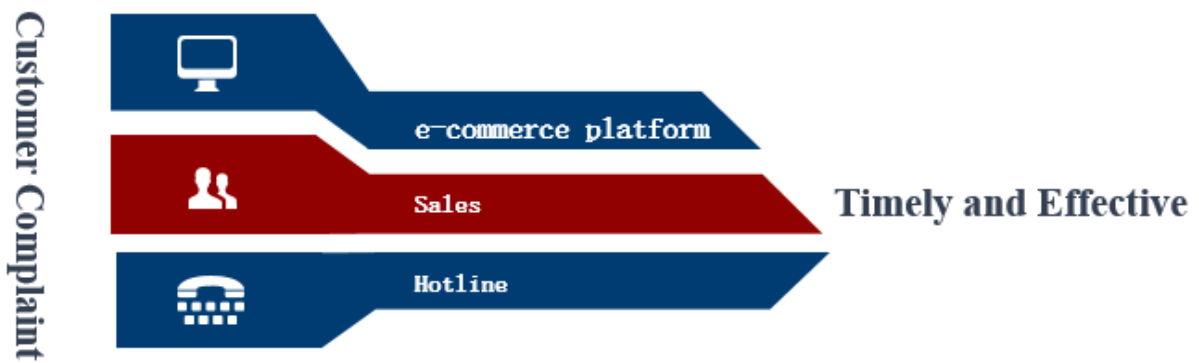 Customer Complaint
e-commerce platform
Sales
Timely and Effective
Hotline